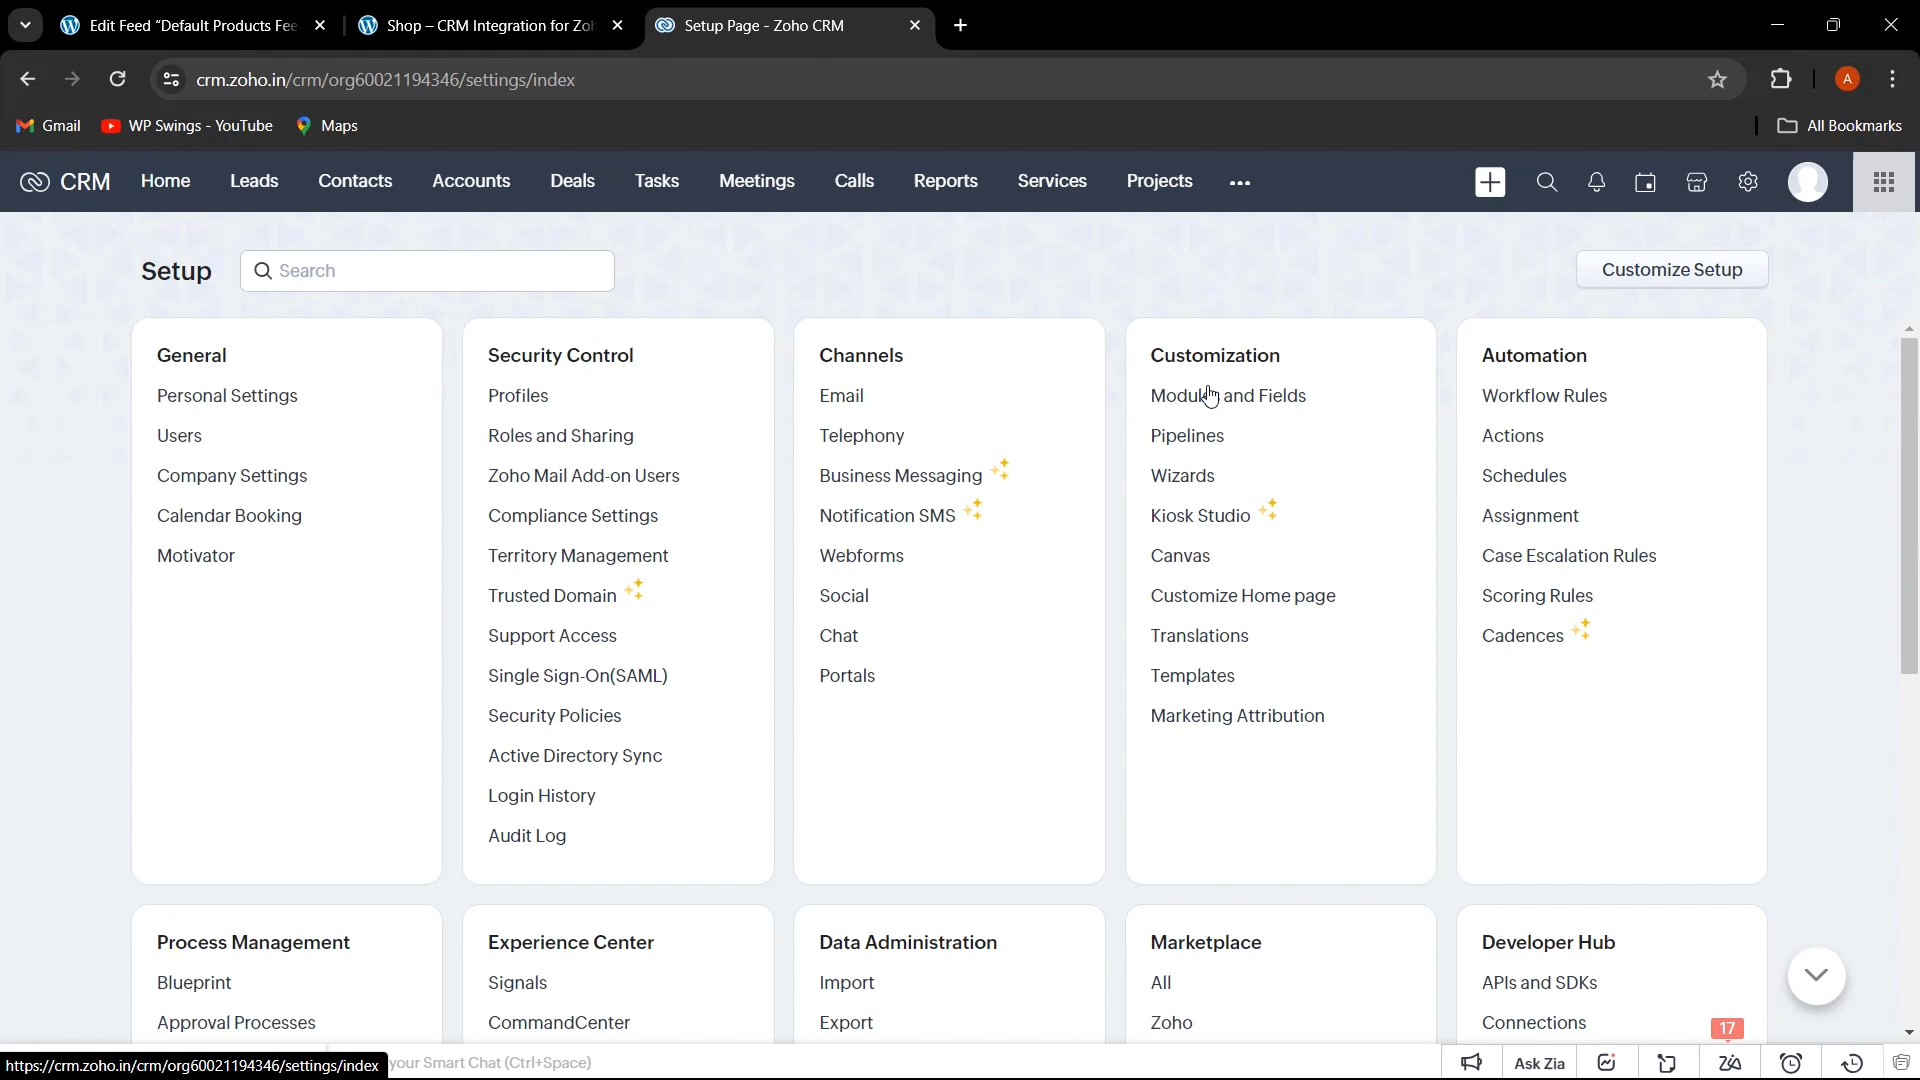 Edit Feed “Default Products Fee
Shop – CRM Integration for Zoh
Setup Page - Zoho CRM
crm.zoho.in/crm/org60021194346/settings/index
A
Gmail
WP Swings - YouTube
Maps
All Bookmarks
CRM
Home
Leads
Contacts
Accounts
Deals
Tasks
Meetings
Calls
Reports
Services
Projects
Setup
Search
Customize Setup
General
Personal Settings
Users
Company Settings
Calendar Booking
Motivator
Security Control
Profiles
Roles and Sharing
Zoho Mail Add-on Users
Compliance Settings
Territory Management
Trusted Domain
Support Access
Single Sign-On(SAML)
Security Policies
Active Directory Sync
Login History
Audit Log
Channels
Email
Telephony
Business Messaging
Notification SMS
Webforms
Social
Chat
Portals
Customization
Modules and Fields
Pipelines
Wizards
Kiosk Studio
Canvas
Customize Home page
Translations
Templates
Marketing Attribution
Automation
Workflow Rules
Actions
Schedules
Assignment
Case Escalation Rules
Scoring Rules
Cadences
Process Management
Blueprint
Approval Processes
Experience Center
Signals
CommandCenter
Data Administration
Import
Export
Marketplace
All
Zoho
Developer Hub
APIs and SDKs
Connections
17
https://crm.zoho.in/crm/org60021194346/settings/index
your Smart Chat (Ctrl+Space)
Ask Zia